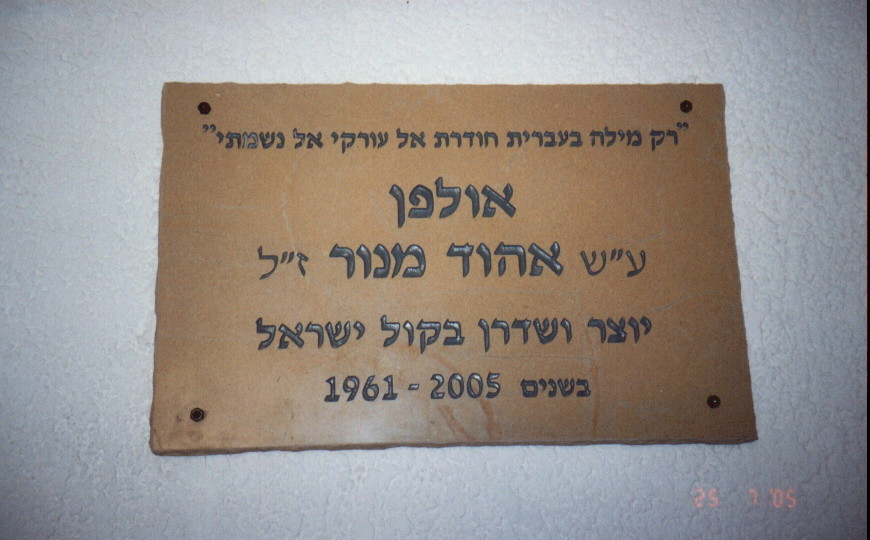 "רק מילה בעברית חודרת אל עורקי אל נשמתי"
אולפן
ע"ש אהוד מנור ז"ל
יוצר ושדרן בקול ישראל
בשנים 1961 - 2005
25 7 '05